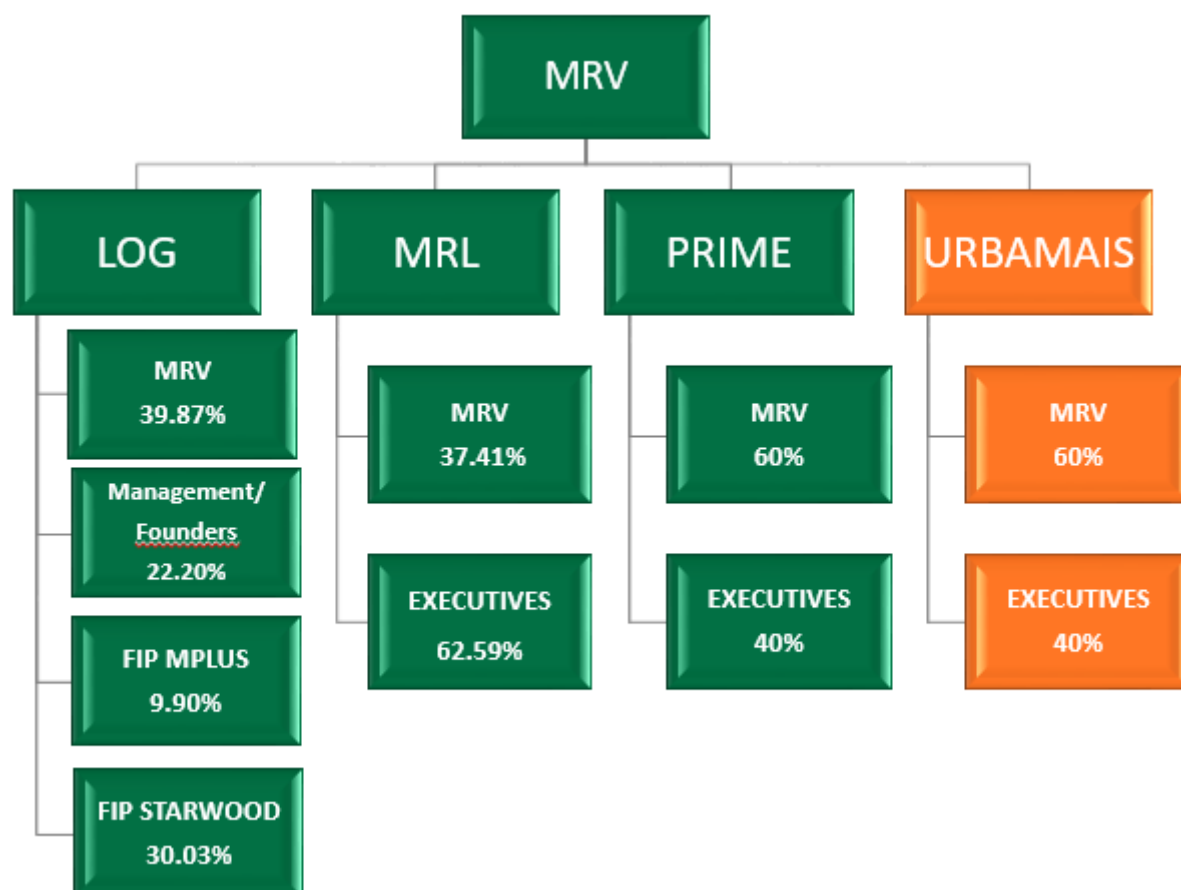 MRV
LOG
MRL
PRIME
URBAMAIS
MRV
39.87%
Management/
Founders
22.20%
FIP MPLUS
9.90%
FIP STARWOOD
30.03%
MRV
37.41%
EXECUTIVES
62.59%
MRV
60%
EXECUTIVES
40%
MRV
60%
EXECUTIVES
40%